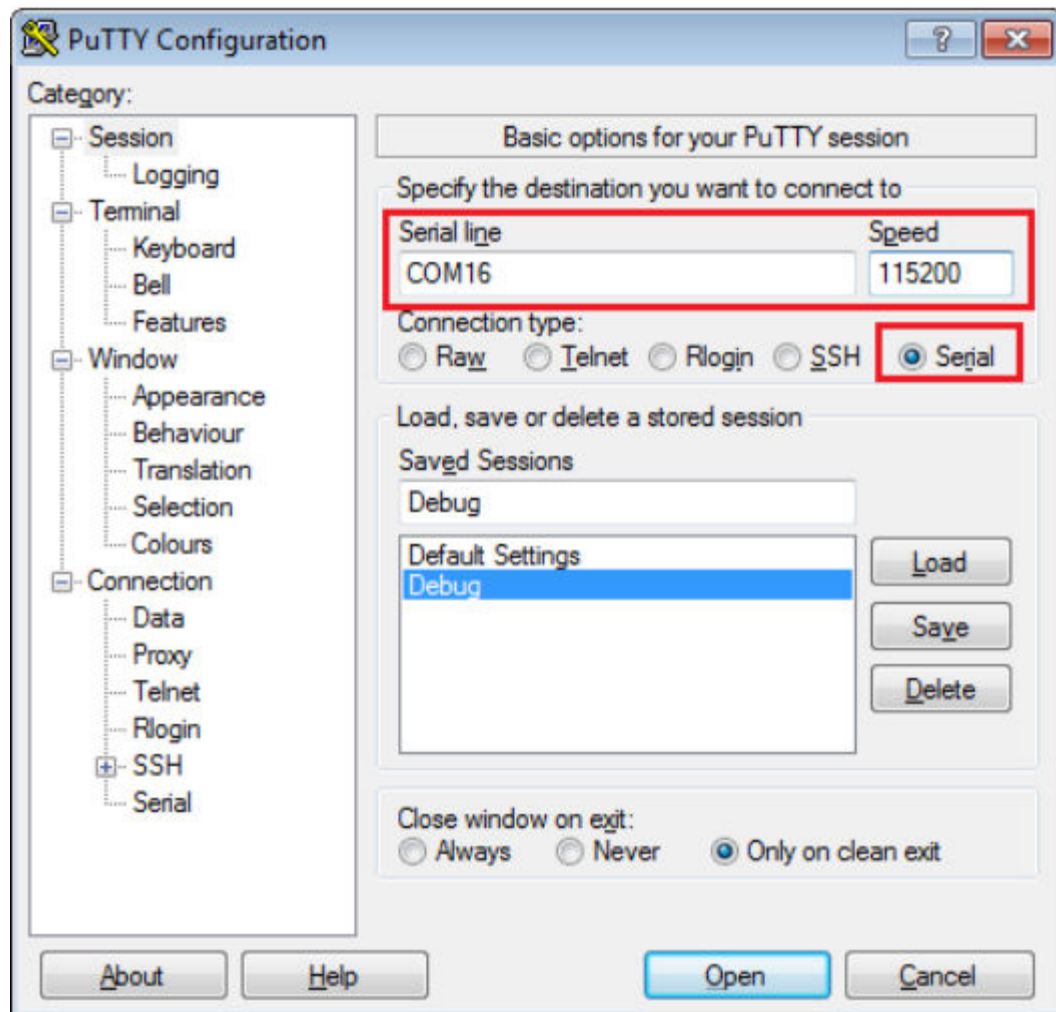 PuTTY Configuration
Category:
Session
Logging
Terminal
Keyboard
Bell
Features
Window
Appearance
Behaviour
Translation
Selection
Colours
Connection
Data
Proxy
Telnet
Rlogin
SSH
Serial
Basic options for your PuTTY session
Specify the destination you want to connect to
Serial line Speed
COM16 115200
Connection type:
Raw Telnet Rlogin SSH Serial
Load, save or delete a stored session
Saved Sessions
Debug
Default Settings
Debug
Load
Save
Delete
Close window on exit:
Always Never Only on clean exit
About Help Open Cancel